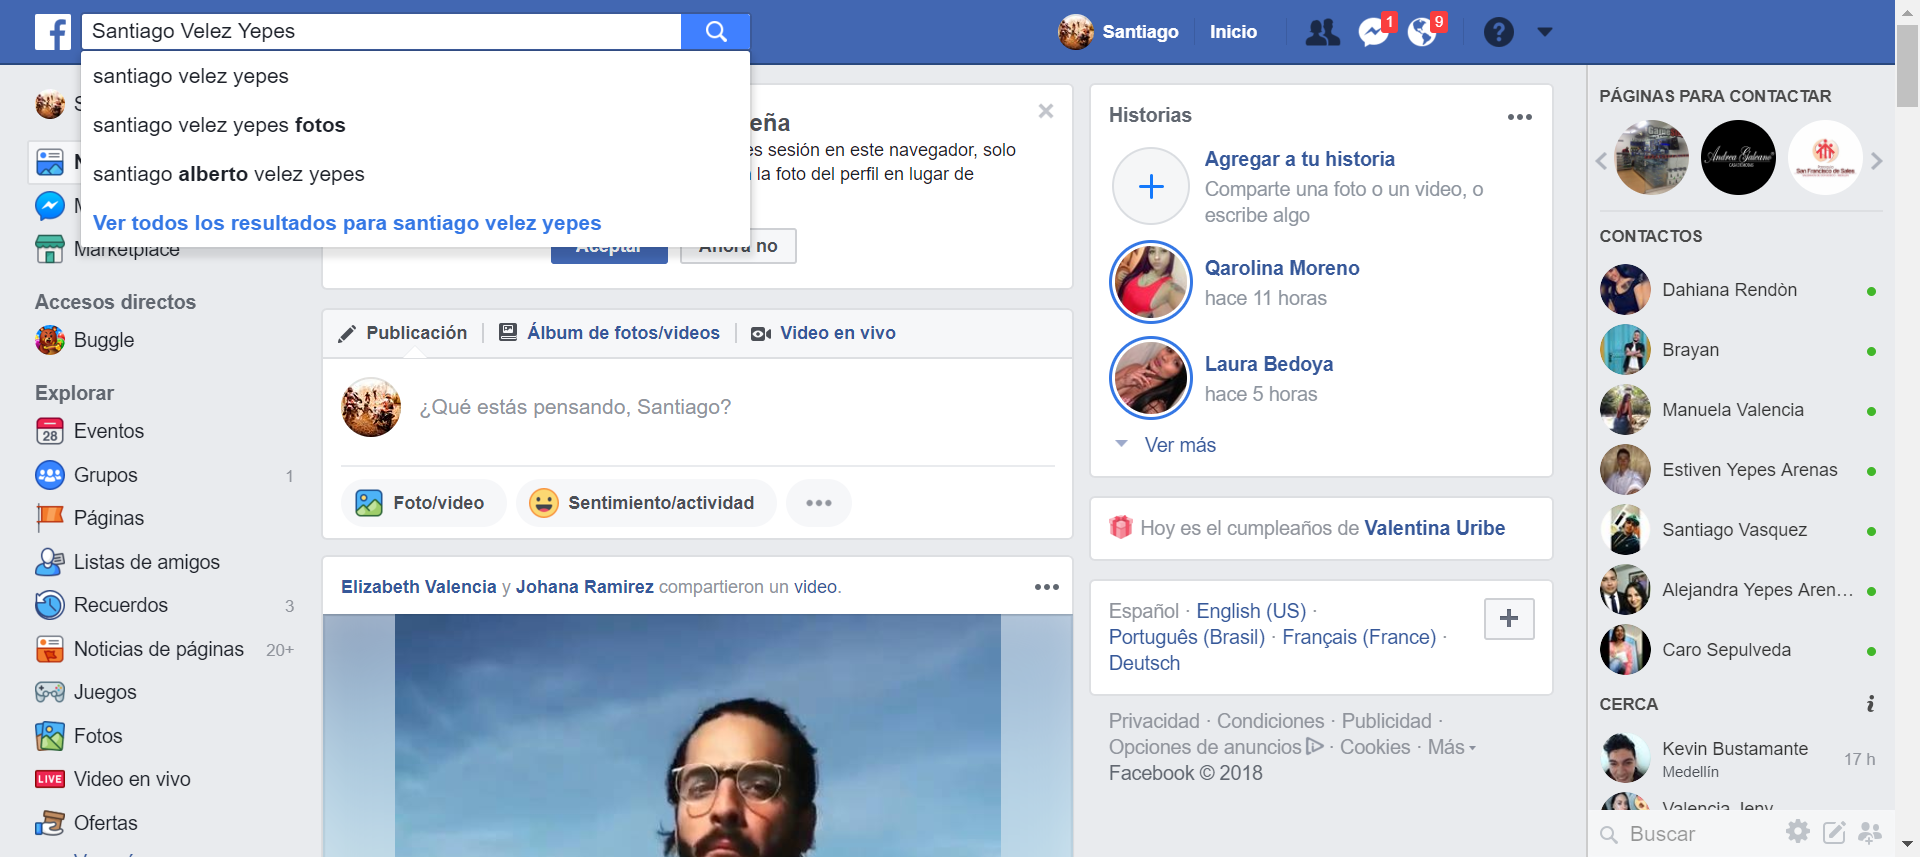 Santiago Velez Yepes
Santiago
Inicio
1
9
santiago velez yepes
santiago velez yepes fotos
santiago alberto velez yepes
Ver todos los resultados para santiago velez yepes
Marketplace
Accesos directos
Buggle
Explorar
28
Eventos
Grupos 1
Páginas
Listas de amigos
Recuerdos 3
Noticias de páginas 20+
Juegos
Fotos
LIVE Video en vivo
Ofertas
sesión en este navegador, solo
la foto del perfil en lugar de
Aceptar
Ahora no
Publicación
Álbum de fotos/videos
Video en vivo
¿Qué estás pensando, Santiago?
Foto/video
Sentimiento/actividad
Elizabeth Valencia y Johana Ramirez compartieron un video.
Historias
Agregar a tu historia
Comparte una foto o un video, o
escribe algo
Qarolina Moreno
hace 11 horas
Laura Bedoya
hace 5 horas
Ver más
Hoy es el cumpleaños de Valentina Uribe
Español · English (US) ·
Português (Brasil) · Français (France) ·
Deutsch
Privacidad · Condiciones · Publicidad ·
Opciones de anuncios · Cookies · Más
Facebook © 2018
PÁGINAS PARA CONTACTAR
Andrea Galeano
San Francisco de Sales
CONTACTOS
Dahiana Rendòn
Brayan
Manuela Valencia
Estiven Yepes Arenas
Santiago Vasquez
Alejandra Yepes Aren...
Caro Sepulveda
CERCA
Kevin Bustamante
Medellín
17 h
Valencia Jeny
Buscar